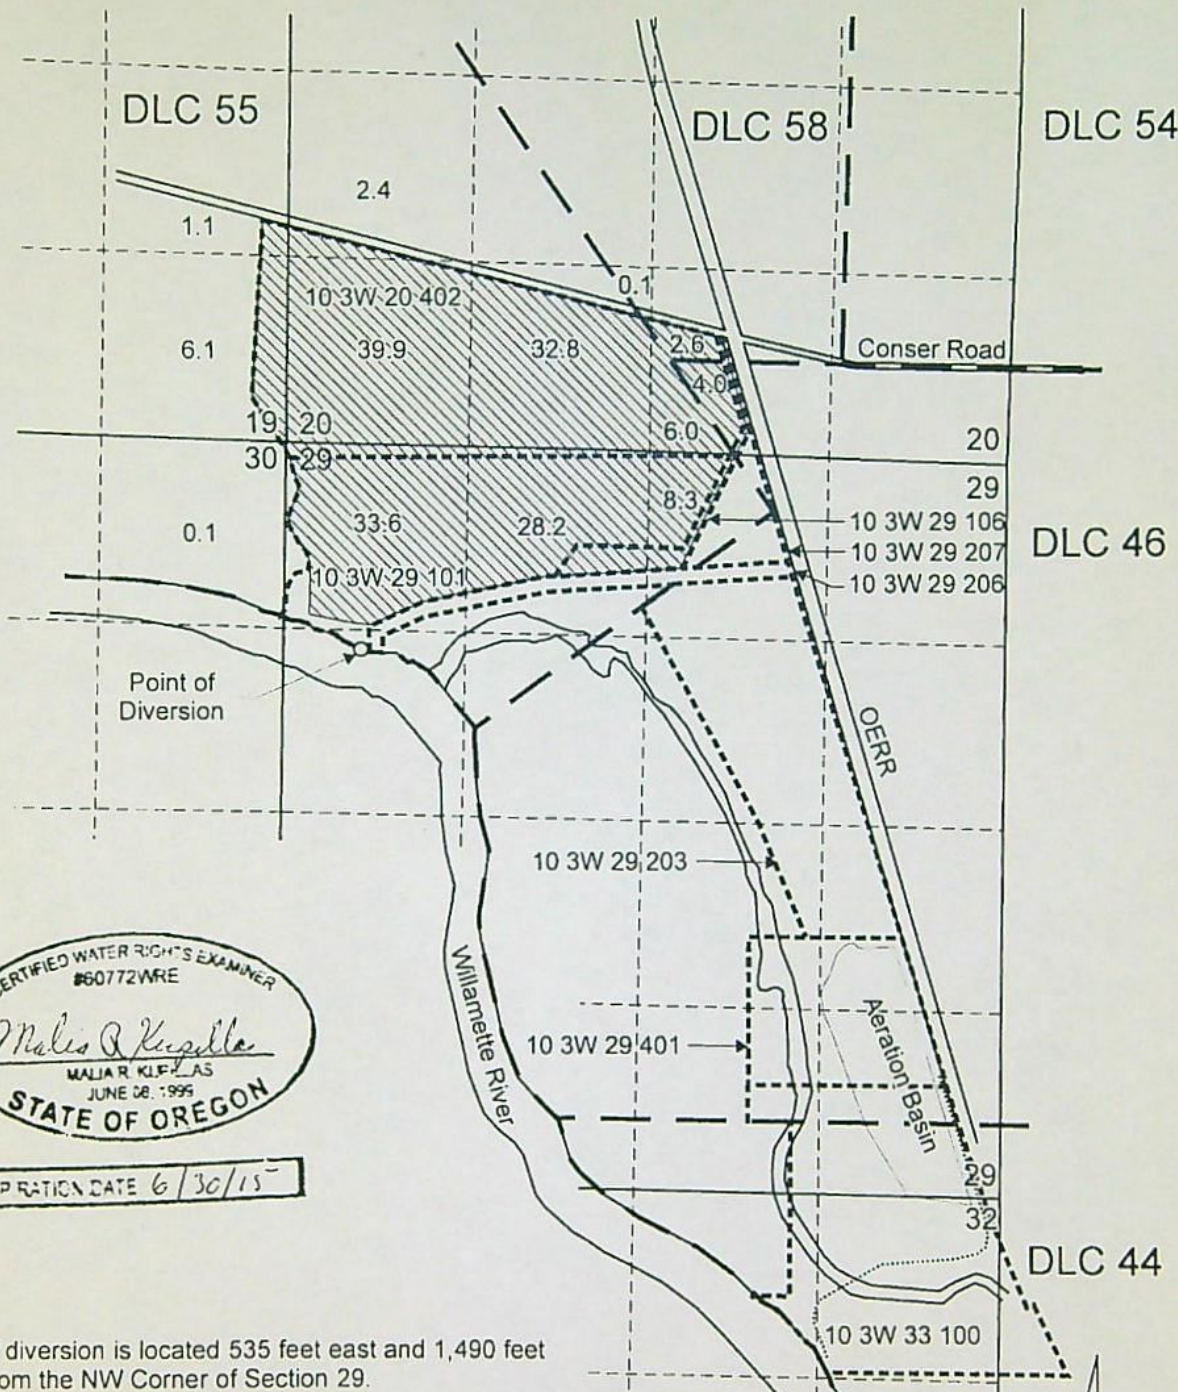 DLC 55
DLC 58
DLC 54
2.4
1.1
0.1
10 3W 20 402
6.1
39.9
32.8
2.6
Conser Road
4.0
19
20
6.0
20
30
29
29
8.3
0.1
33.6
28.2
10 3W 29 106
10 3W 29 207
DLC 46
10 3W 29 101
10 3W 29 206
Point of
Diversion
OERR
10 3W 29 203
Willamette River
Aeration Basin
10 3W 29 401
CERTIFIED WATER RIGHTS EXAMINER
#60772WRE
MALIA R.
JUNE 08, 1999
STATE OF OREGON
RATION DATE 6/30/15
29
32
DLC 44
10 3W 33 100
diversion is located 535 feet east and 1,490 feet
om the NW Corner of Section 29.